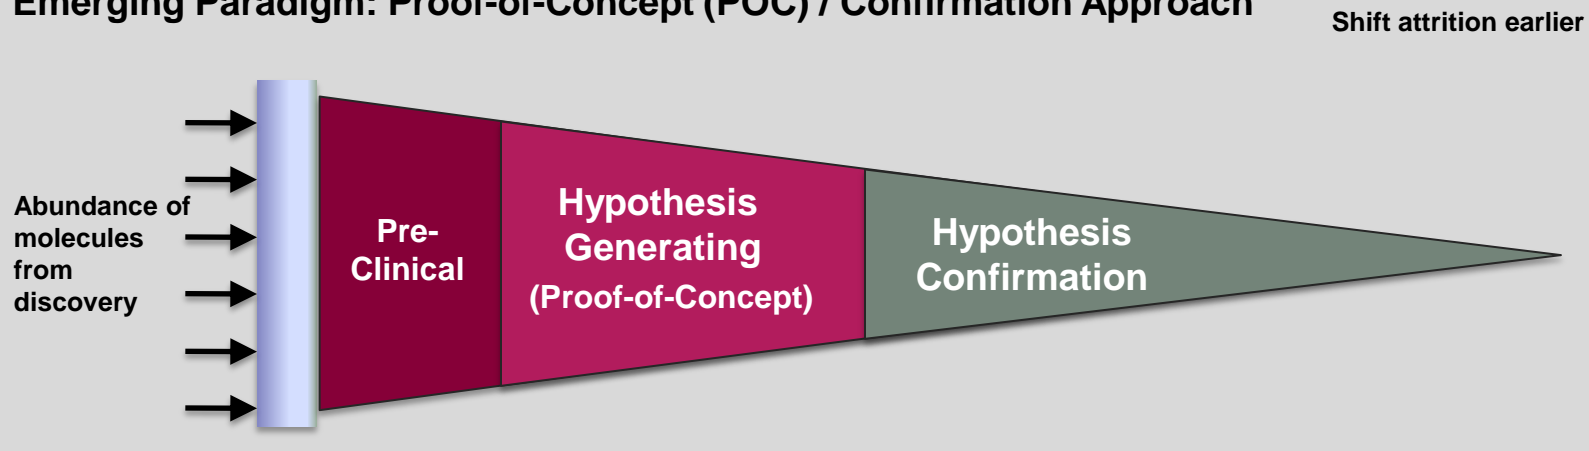 Emerging Paradigm: Proof-of-Concept (POC) / Confirmation Approach
Shift attrition earlier
Abundance of
molecules
from
discovery
Pre-
Clinical
Hypothesis
Generating
(Proof-of-Concept)
Hypothesis
Confirmation